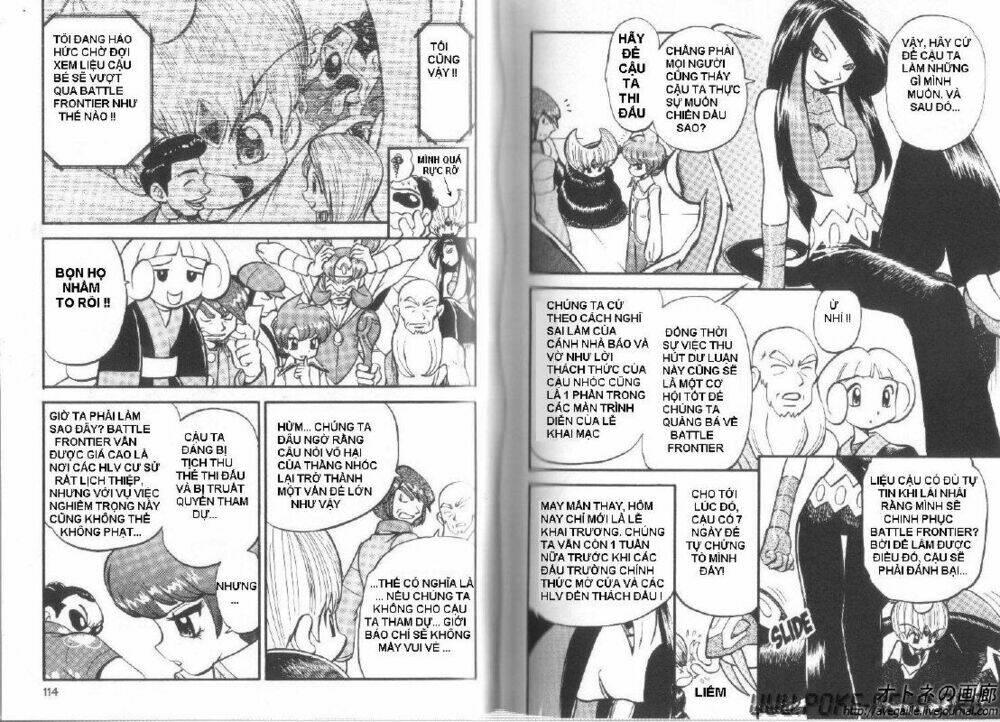 TÔI ĐANG HÁO
HỨC CHỜ ĐỢI
XEM LIỆU CẬU
BÉ SẼ VƯỢT
QUA BATTLE
FRONTIER NHƯ
THẾ NÀO !!
TÔI
CŨNG
VẬY !!
MÌNH QUÁ
RỰC RỠ
BỌN HỌ
NHẦM
TO RỒI !!
HỪM... CHÚNG TA
ĐÂU NGỜ RẰNG
CÂU NÓI VÔ HẠI
CỦA THẰNG NHÓC
LẠI TRỞ THÀNH
MỘT VẤN ĐỀ LỚN
NHƯ VẬY
...THẾ CÓ NGHĨA LÀ
... NẾU CHÚNG TA
KHÔNG CHO CẬU
TA THAM DỰ... GIỚI
BÁO CHÍ SẼ KHÔNG
MẤY VUI VẺ ...
GIỜ TA PHẢI LÀM
SAO ĐÂY? BATTLE
FRONTIER VẪN
ĐƯỢC GIÁ CAO LÀ
NƠI CÁC HLV CƯ SỬ
RẤT LỊCH THIỆP,
NHƯNG VỚI VỤ VIỆC
NGHIÊM TRỌNG NÀY
CŨNG KHÔNG THỂ
KHÔNG PHẠT...
CẬU TA
ĐÁNG BỊ
TỊCH THU
THẺ THI ĐẤU
VÀ BỊ TRUẤT
QUYỀN THAM
DỰ...
NHƯNG
...
114
VẬY, HÃY CỨ
ĐỂ CẬU TA
LÀM NHỮNG
GÌ MÌNH
MUỐN, VÀ
SAU ĐÓ...
CHẲNG PHẢI
MỌI NGƯỜI
CŨNG THẤY
CẬU TA THỰC
SỰ MUỐN
CHIẾN ĐẤU
SAO?
HÃY
ĐỂ
CẬU
TA
THI
ĐẤU
Ừ
NHỈ !!
ĐỒNG THỜI
SỰ VIỆC THU
HÚT DƯ LUẬN
NÀY CŨNG SẼ
LÀ MỘT CƠ
HỘI TỐT ĐỂ
CHÚNG TA
QUẢNG BÁ VỀ
BATTLE
FRONTIER
CHÚNG TA CỨ
THEO CÁCH NGHĨ
SAI LẦM CỦA
CÁNH NHÀ BÁO VÀ
VỜ NHƯ LỜI
THÁCH THỨC CỦA
CẬU NHÓC CŨNG
LÀ 1 PHẦN TRONG
CÁC MÀN TRÌNH
DIỄN CỦA LỄ
KHAI MẠC
LIỆU CẬU CÓ ĐỦ TỰ
TIN KHI LẢI NHẢI
RẰNG MÌNH SẼ
CHINH PHỤC
BATTLE FRONTIER?
BỞI ĐỂ LÀM ĐƯỢC
ĐIỀU ĐÓ, CẬU SẼ
PHẢI ĐÁNH BẠI...
SLIDE
CHO TỚI
LÚC ĐÓ,
CẬU CÓ 7
NGÀY ĐỂ
TỰ CHỨNG
TỎ MÌNH
ĐẤY!
MAY MẮN THAY, HÔM
NAY CHỈ MỚI LÀ LỄ
KHAI TRƯƠNG. CHÚNG
TA VẪN CÒN 1 TUẦN
NỮA TRƯỚC KHI CÁC
ĐẤU TRƯỜNG CHÍNH
THỨC MỞ CỬA VÀ CÁC
HLV ĐẾN THÁCH ĐẤU !
LIẾM
オトネの画廊